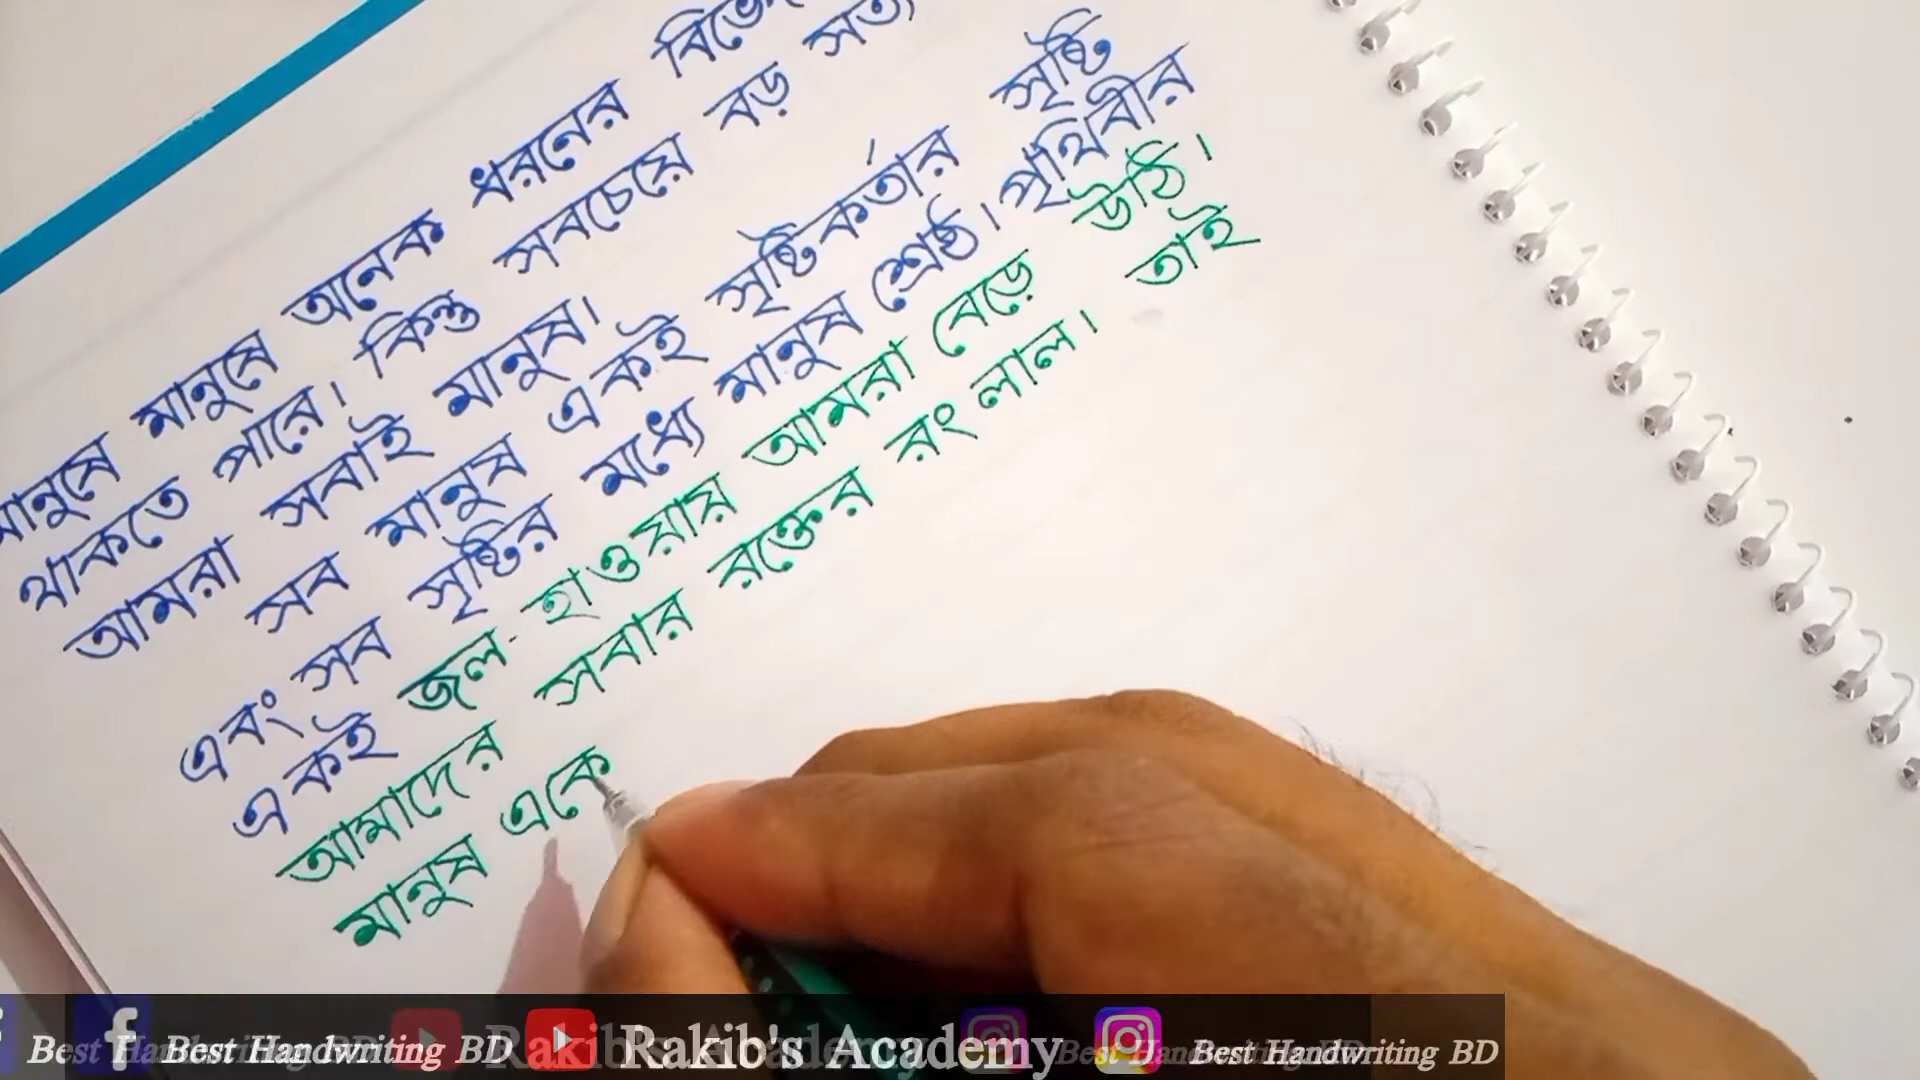 মানুষে মানুষে অনেক ধরনের
থাকতে পারে। কিন্তু সবচেয়ে বড় সত্য
আমরা সবাই মানুষ।
সব মানুষ একই সৃষ্টিকর্তার সৃষ্টি
এবং সব সৃষ্টির মধ্যে মানুষ শ্রেষ্ঠ। পৃথিবীর
একই জল-হাওয়ায় আমরা বেড়ে উঠি।
আমাদের সবার রক্তের রং লাল। তাই
মানুষ একে
Best Handwriting BD Rakib's Academy Best Handwriting BD